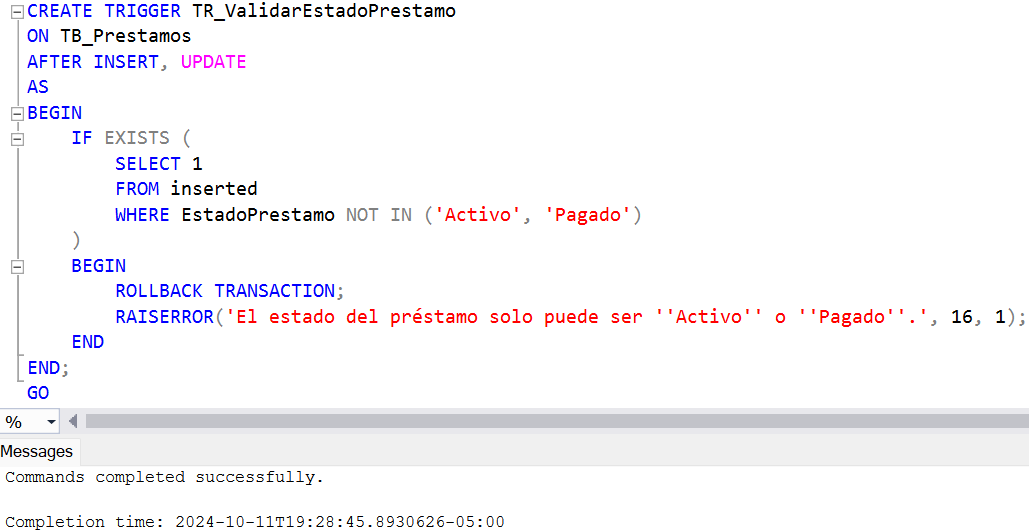 CREATE TRIGGER TR_ValidarEstadoPrestamo
ON TB_Prestamos
AFTER INSERT, UPDATE
AS
BEGIN
    IF EXISTS (
        SELECT 1
        FROM inserted
        WHERE EstadoPrestamo NOT IN ('Activo', 'Pagado')
    )
    BEGIN
        ROLLBACK TRANSACTION;
        RAISERROR('El estado del préstamo solo puede ser ''Activo'' o ''Pagado''.', 16, 1);
    END
END;
GO
%
Messages
Commands completed successfully.
Completion time: 2024-10-11T19:28:45.8930626-05:00